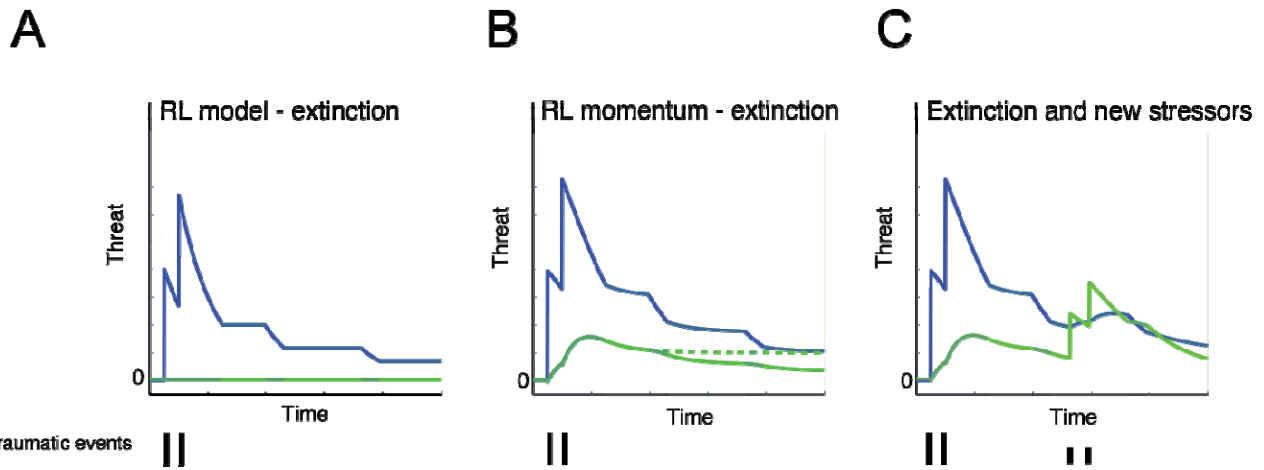 A
B
C
RL model - extinction
RL momentum - extinction
Extinction and new stressors
Threat
Threat
Threat
0
0
0
Time
Time
Time
raumatic events